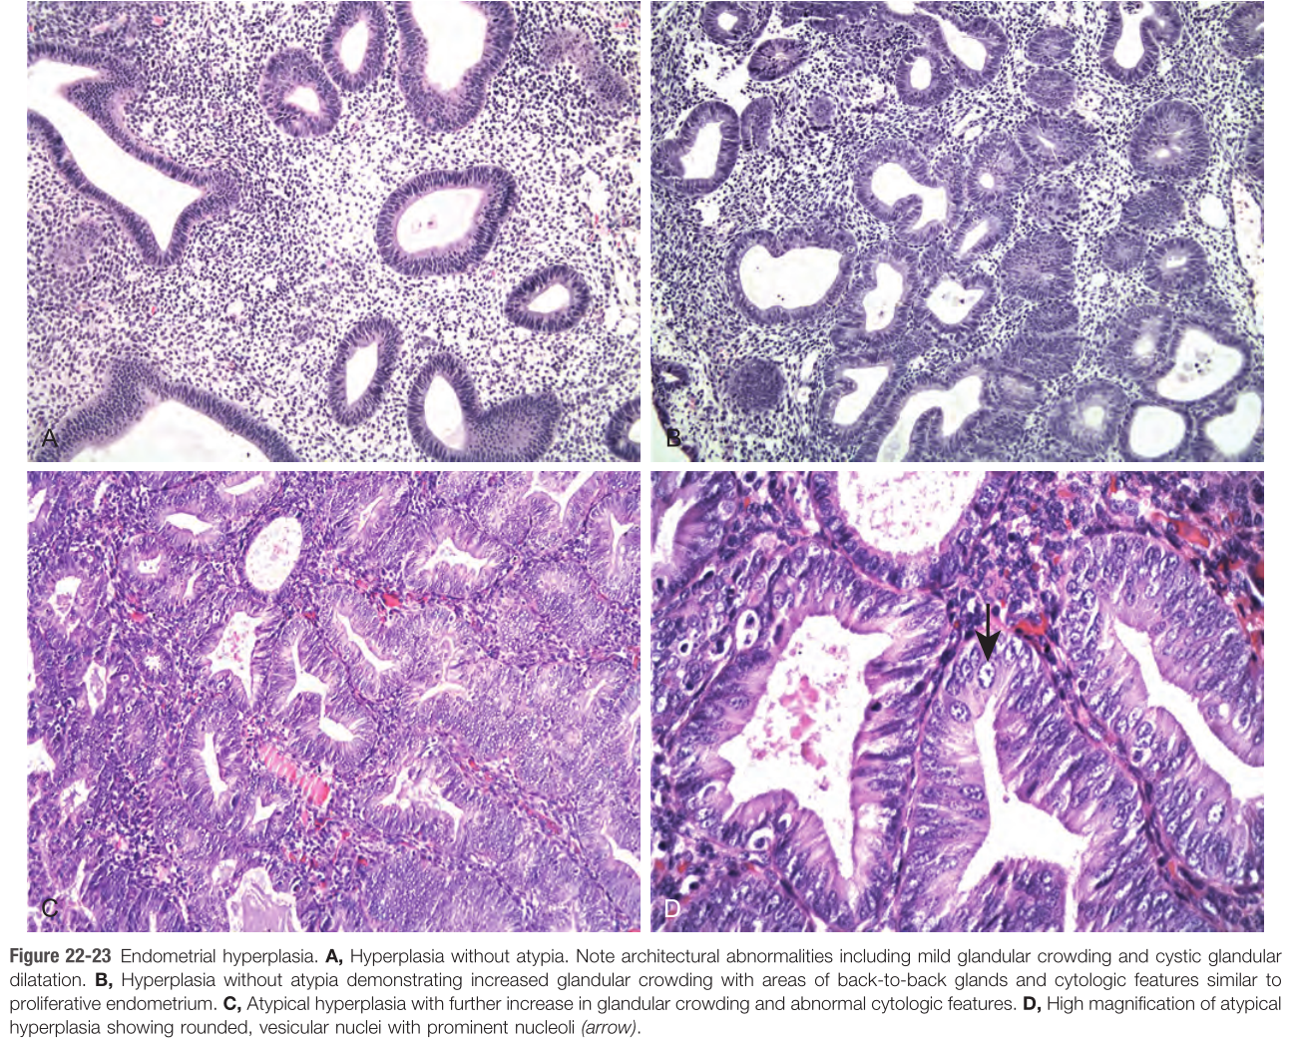 A
B
C
D
Figure 22-23 Endometrial hyperplasia. A, Hyperplasia without atypia. Note architectural abnormalities including mild glandular crowding and cystic glandular
dilatation. B, Hyperplasia without atypia demonstrating increased glandular crowding with areas of back-to-back glands and cytologic features similar to
proliferative endometrium. C, Atypical hyperplasia with further increase in glandular crowding and abnormal cytologic features. D, High magnification of atypical
hyperplasia showing rounded, vesicular nuclei with prominent nucleoli (arrow).